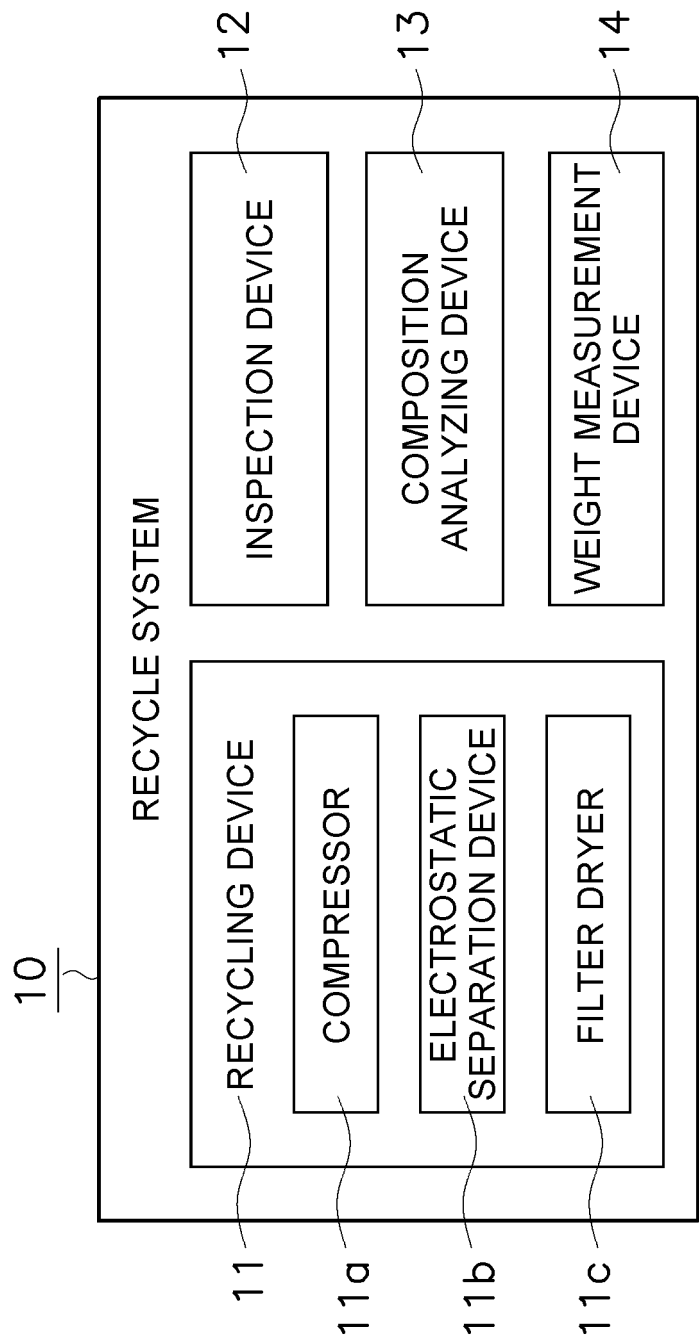 10
RECYCLE SYSTEM
11
RECYCLING DEVICE
11a
COMPRESSOR
11b
ELECTROSTATIC
SEPARATION DEVICE
11c
FILTER DRYER
INSPECTION DEVICE
12
COMPOSITION
ANALYZING DEVICE
13
WEIGHT MEASUREMENT
DEVICE
14